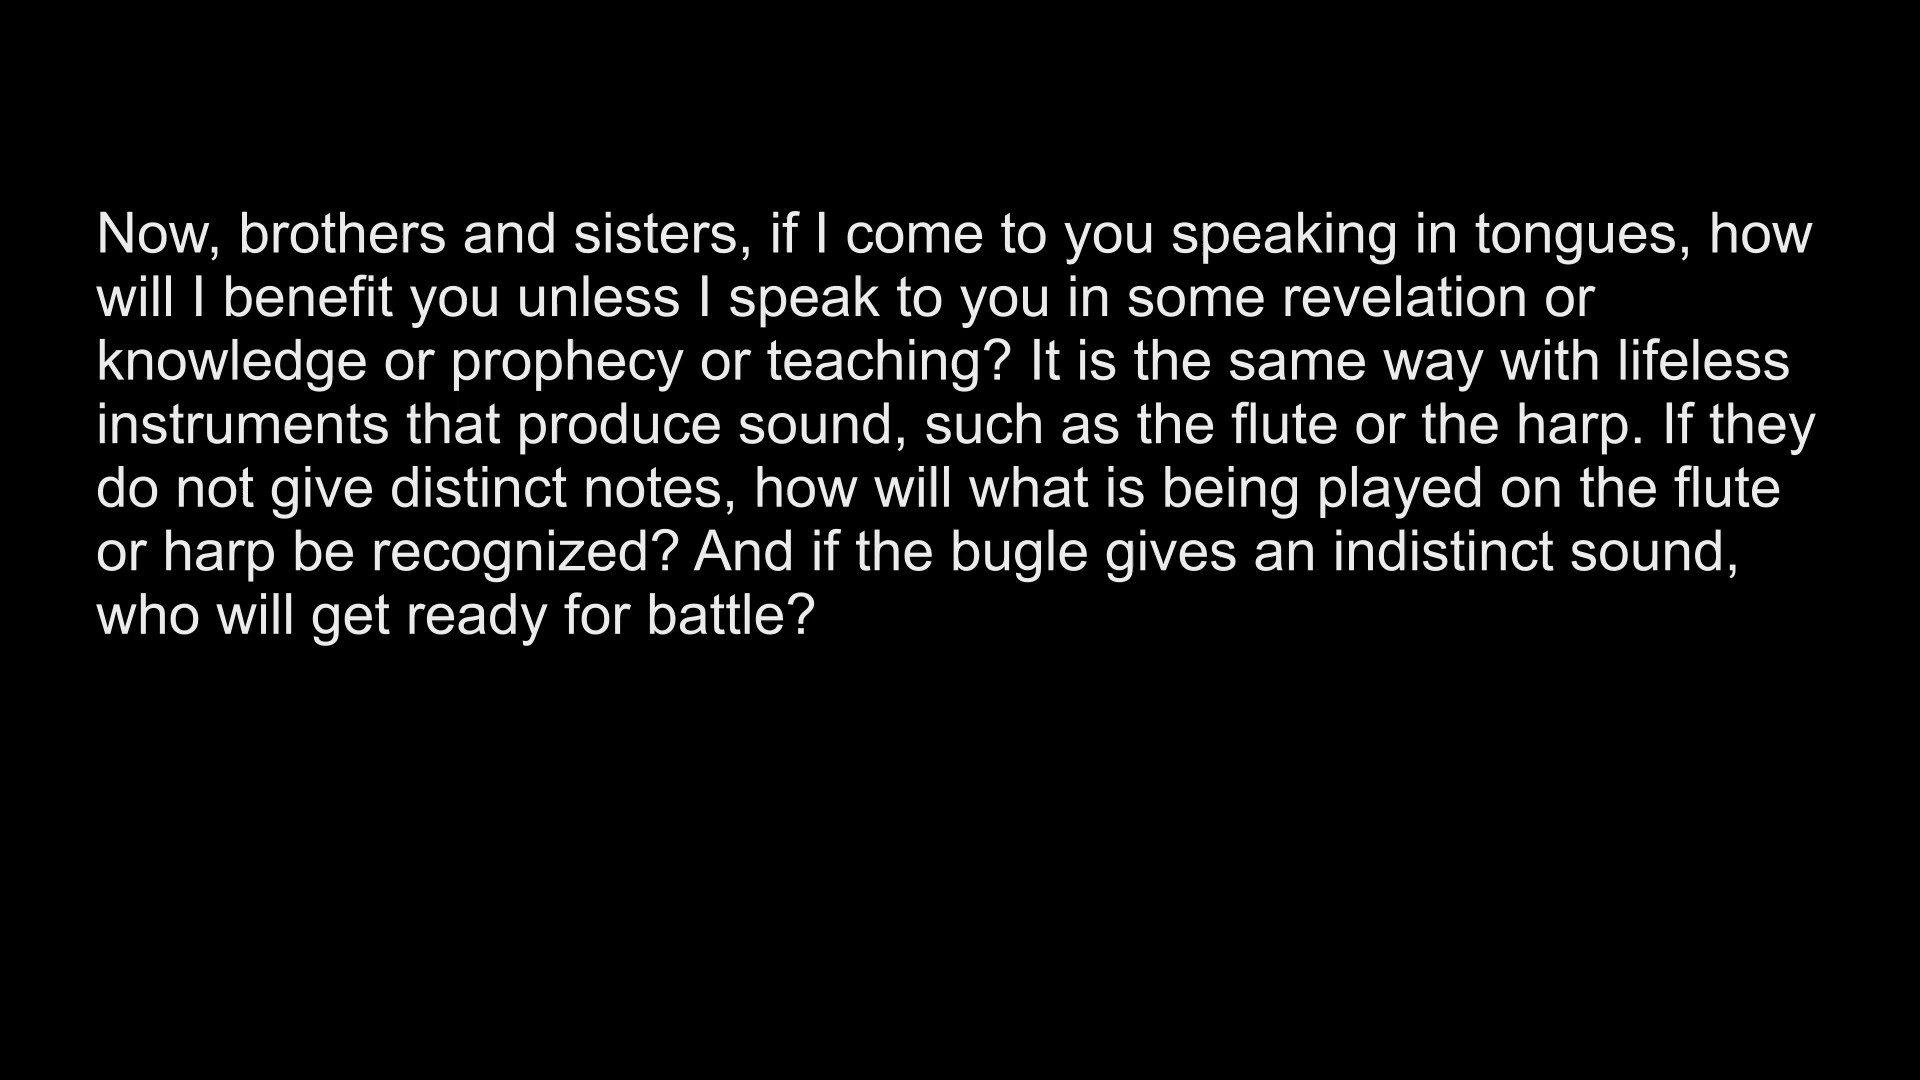 Now, brothers and sisters, if I come to you speaking in tongues, how
will I benefit you unless I speak to you in some revelation or
knowledge or prophecy or teaching? It is the same way with lifeless
instruments that produce sound, such as the flute or the harp. If they
do not give distinct notes, how will what is being played on the flute
or harp be recognized? And if the bugle gives an indistinct sound,
who will get ready for battle?